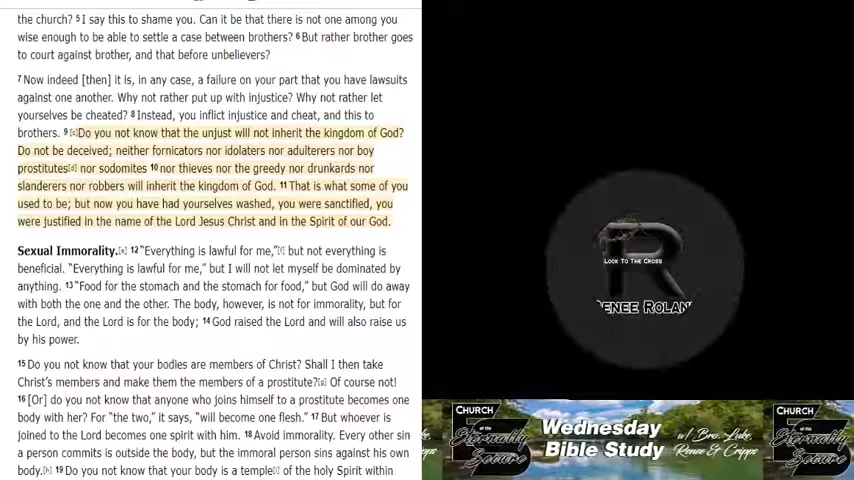 the church? 5 I say this to shame you. Can it be that there is not one among you
wise enough to be able to settle a case between brothers? 6 But rather brother goes
to court against brother, and that before unbelievers?
7 Now indeed [then] it is, in any case, a failure on your part that you have lawsuits
against one another. Why not rather put up with injustice? Why not rather let
yourselves be cheated? 8 Instead, you inflict injustice and cheat, and this to
brothers. 9 [c]Do you not know that the unjust will not inherit the kingdom of God?
Do not be deceived; neither fornicators nor idolaters nor adulterers nor boy
prostitutes[d] nor sodomites 10 nor thieves nor the greedy nor drunkards nor
slanderers nor robbers will inherit the kingdom of God. 11 That is what some of you
used to be; but now you have had yourselves washed, you were sanctified, you
were justified in the name of the Lord Jesus Christ and in the Spirit of our God.
Sexual Immorality.[e] 12 “Everything is lawful for me,”[f] but not everything is
beneficial. “Everything is lawful for me,” but I will not let myself be dominated by
anything. 13 “Food for the stomach and the stomach for food,” but God will do away
with both the one and the other. The body, however, is not for immorality, but for
the Lord, and the Lord is for the body; 14 God raised the Lord and will also raise us
by his power.
15 Do you not know that your bodies are members of Christ? Shall I then take
Christ’s members and make them the members of a prostitute?[g] Of course not!
16 [Or] do you not know that anyone who joins himself to a prostitute becomes one
body with her? For “the two,” it says, “will become one flesh.” 17 But whoever is
joined to the Lord becomes one spirit with him. 18 Avoid immorality. Every other sin
a person commits is outside the body, but the immoral person sins against his own
body.[h] 19 Do you not know that your body is a temple[i] of the holy Spirit within
R
LOOK TO THE CROSS
RENEE ROLAN
CHURCH
of the
Eternally
Secure
Wednesday
Bible Study
w/ Bro. Luke,
Renee & Cripps
CHURCH
of the
Eternally
Secure